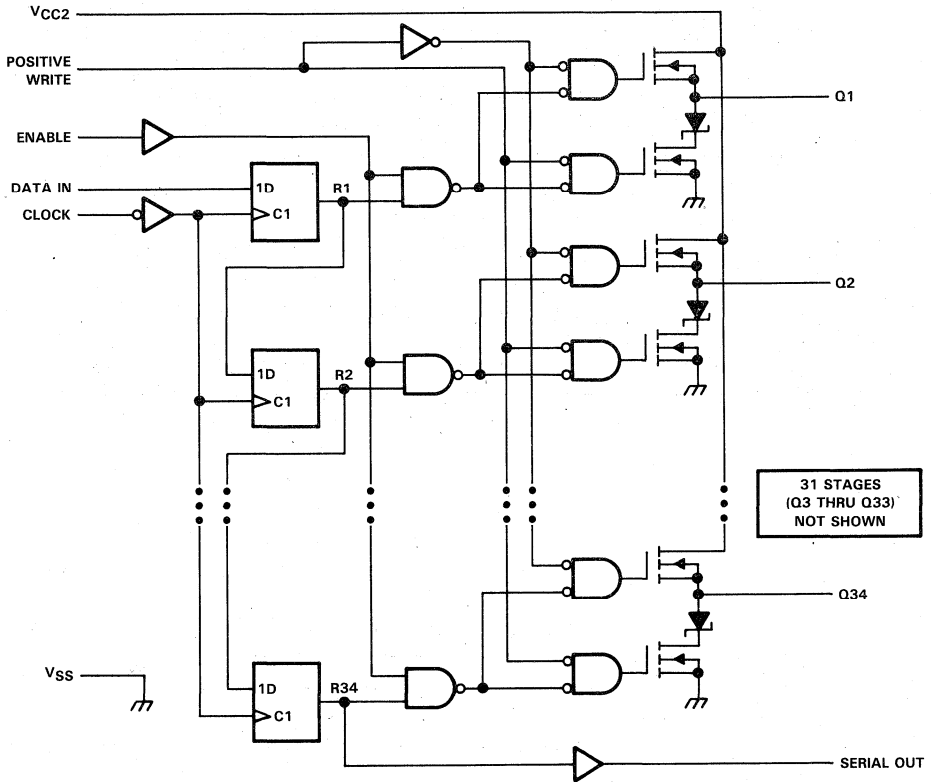 VCC2
POSITIVE
WRITE
Q1
ENABLE
DATA IN
1D
R1
CLOCK
C1
Q2
1D
R2
C1
31 STAGES
(Q3 THRU Q33)
NOT SHOWN
Q34
VSS
1D
R34
C1
SERIAL OUT